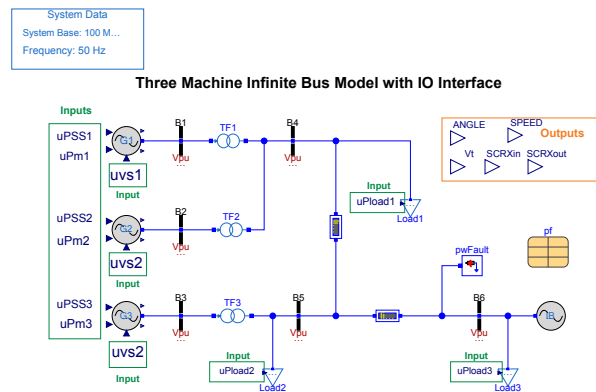 System Data
System Base: 100 M...
Frequency: 50 Hz
Three Machine Infinite Bus Model with IO Interface
Inputs
uPSS1
uPm1
G1
uvs1
Input
B1
Vpu
...
TF1
B4
Vpu
...
Input
uPload1
...
Load1
ANGLE
SPEED
Outputs
Vt
SCRXin
SCRXout
uPSS2
uPm2
G2
uvs2
Input
B2
Vpu
...
TF2
pwFault
pf
uPSS3
uPm3
G3
uvs2
Input
B3
Vpu
...
TF3
B5
Vpu
...
B6
Vpu
...
IB
Input
uPload2
...
Load2
Input
uPload3
...
Load3